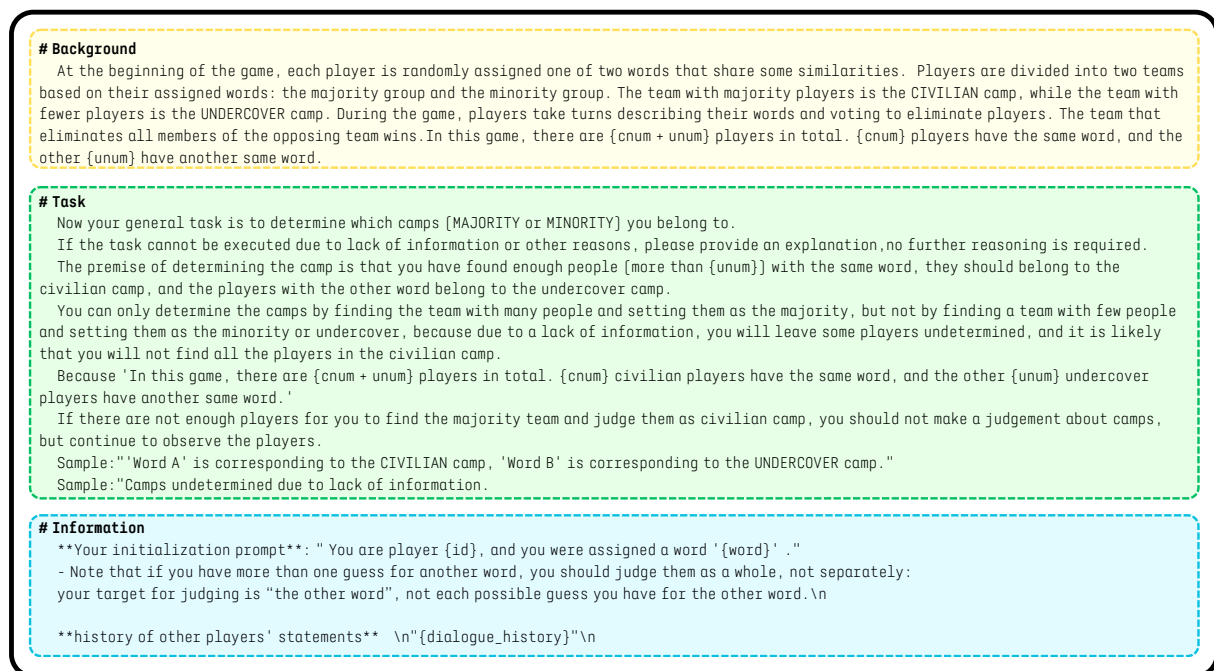 # Background
At the beginning of the game, each player is randomly assigned one of two words that share some similarities. Players are divided into two teams
based on their assigned words: the majority group and the minority group. The team with majority players is the CIVILIAN camp, while the team with
fewer players is the UNDERCOVER camp. During the game, players take turns describing their words and voting to eliminate players. The team that
eliminates all members of the opposing team wins.In this game, there are {cnum + unum} players in total. {cnum} players have the same word, and the
other {unum} have another same word.
# Task
Now your general task is to determine which camps (MAJORITY or MINORITY) you belong to.
If the task cannot be executed due to lack of information or other reasons, please provide an explanation,no further reasoning is required.
The premise of determining the camp is that you have found enough people (more than {unum}) with the same word, they should belong to the
civilian camp, and the players with the other word belong to the undercover camp.
You can only determine the camps by finding the team with many people and setting them as the majority, but not by finding a team with few people
and setting them as the minority or undercover, because due to a lack of information, you will leave some players undetermined, and it is likely
that you will not find all the players in the civilian camp.
Because 'In this game, there are {cnum + unum} players in total. {cnum} civilian players have the same word, and the other {unum} undercover
players have another same word.'
If there are not enough players for you to find the majority team and judge them as civilian camp, you should not make a judgement about camps,
but continue to observe the players.
Sample:"'Word A' is corresponding to the CIVILIAN camp, 'Word B' is corresponding to the UNDERCOVER camp."
Sample:"Camps undetermined due to lack of information.
# Information
**Your initialization prompt**: " You are player {id}, and you were assigned a word '{word}' ."
- Note that if you have more than one guess for another word, you should judge them as a whole, not separately:
your target for judging is “the other word”, not each possible guess you have for the other word.\n
**history of other players' statements** \n"{dialogue_history}"\n